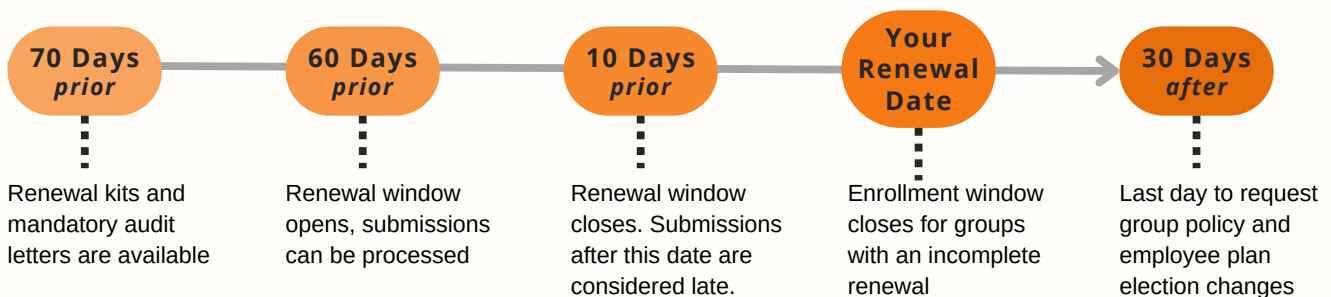 70 Days
prior
60 Days
prior
10 Days
prior
Your
Renewal
Date
30 Days
after
Renewal kits and
mandatory audit
letters are available
Renewal window
opens, submissions
can be processed
Renewal window
closes. Submissions
after this date are
considered late.
Enrollment window
closes for groups
with an incomplete
renewal
Last day to request
group policy and
employee plan
election changes